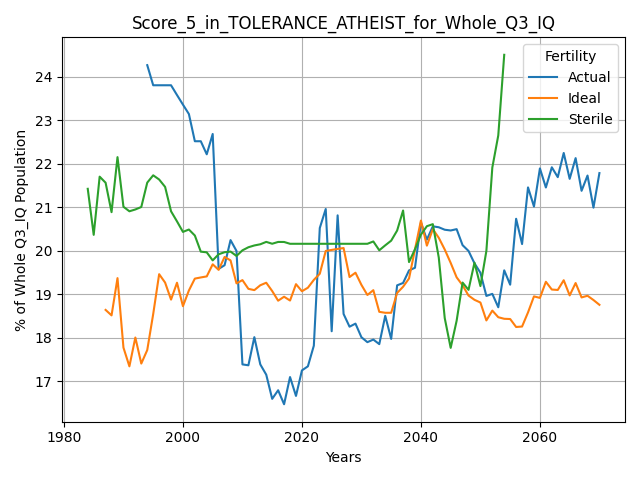 Score_5_in_TOLERANCE_ATHEIST_for_Whole_Q3_IQ
% of Whole Q3_IQ Population
24
23
22
21
20
19
18
17
Fertility
Actual
Ideal
Sterile
1980 2000 2020 2040 2060
Years